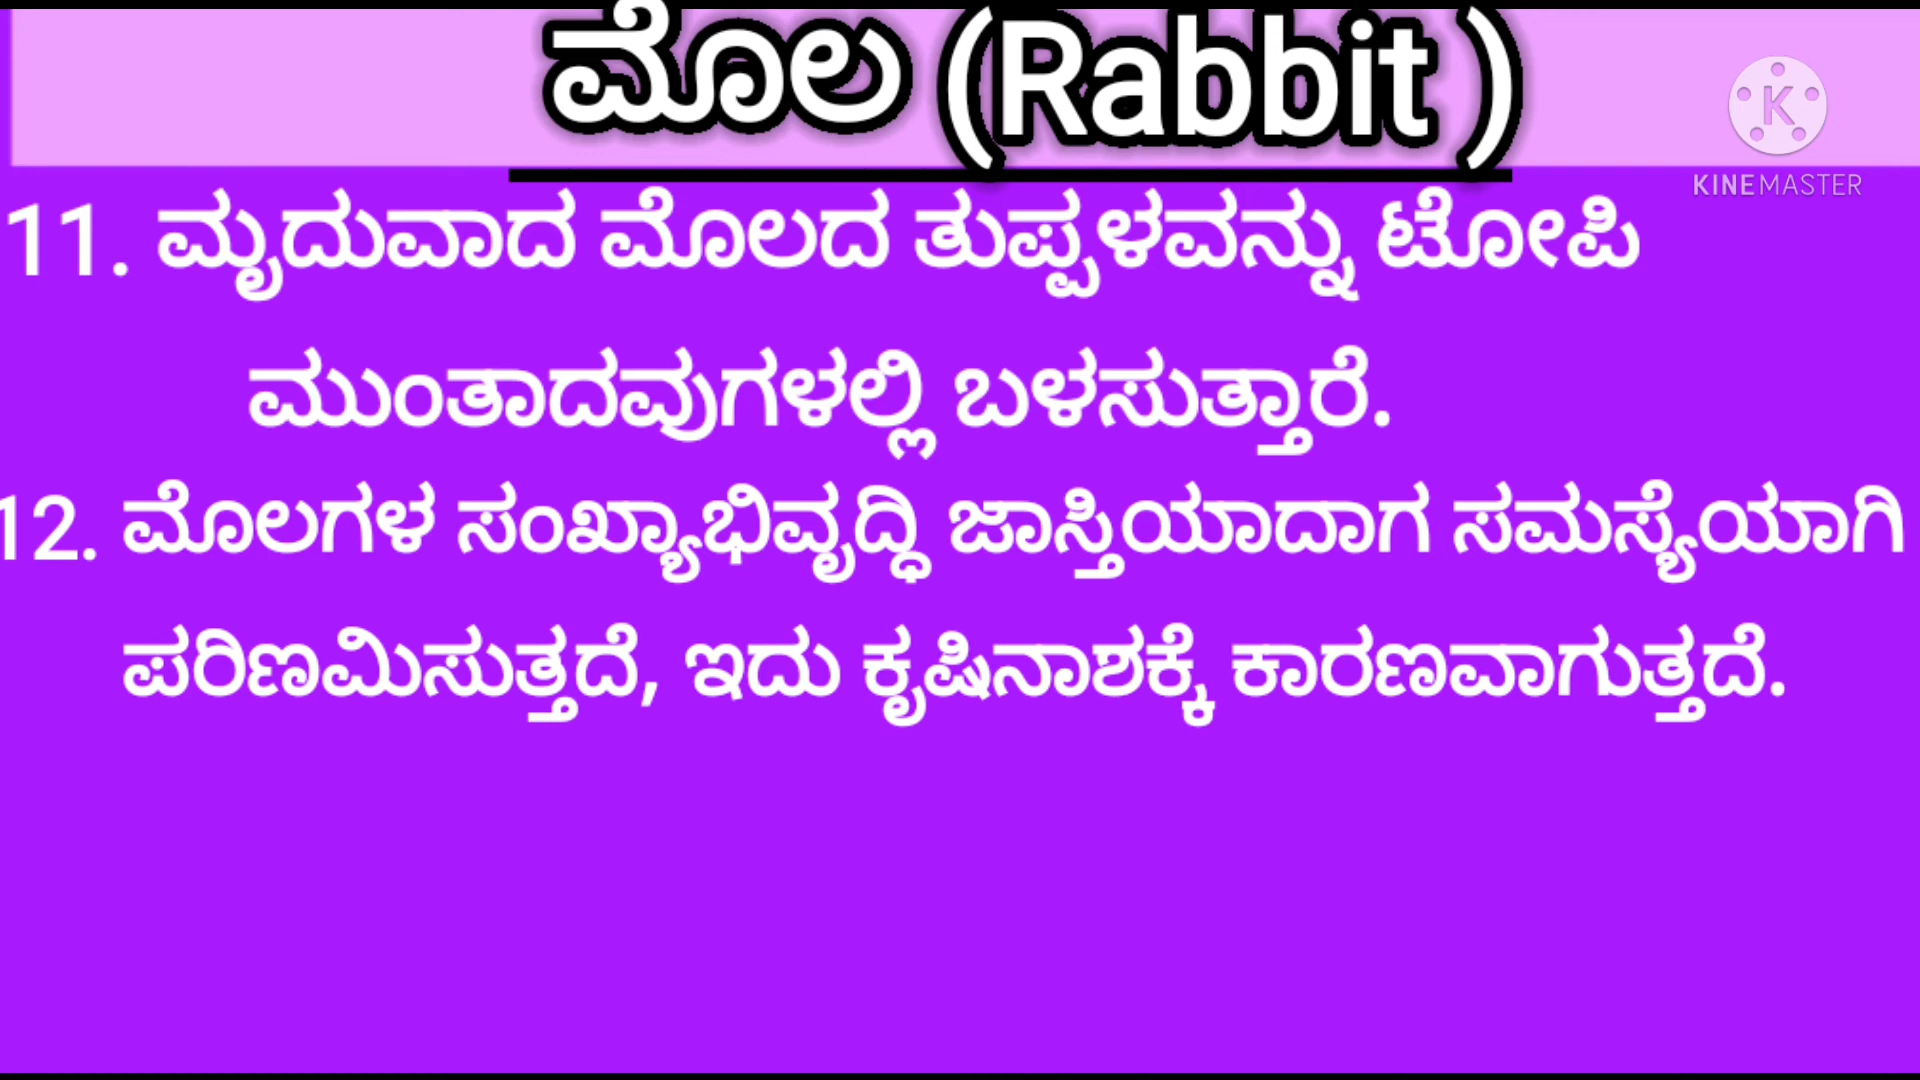 ಮೊಲ (Rabbit )
KINEMASTER
11. ಮೃದುವಾದ ಮೊಲದ ತುಪ್ಪಳವನ್ನು ಟೋಪಿ
ಮುಂತಾದವುಗಳಲ್ಲಿ ಬಳಸುತ್ತಾರೆ.
12. ಮೊಲಗಳ ಸಂಖ್ಯಾಭಿವೃದ್ಧಿ ಜಾಸ್ತಿಯಾದಾಗ ಸಮಸ್ಯೆಯಾಗಿ
ಪರಿಣಮಿಸುತ್ತದೆ, ಇದು ಕೃಷಿನಾಶಕ್ಕೆ ಕಾರಣವಾಗುತ್ತದೆ.